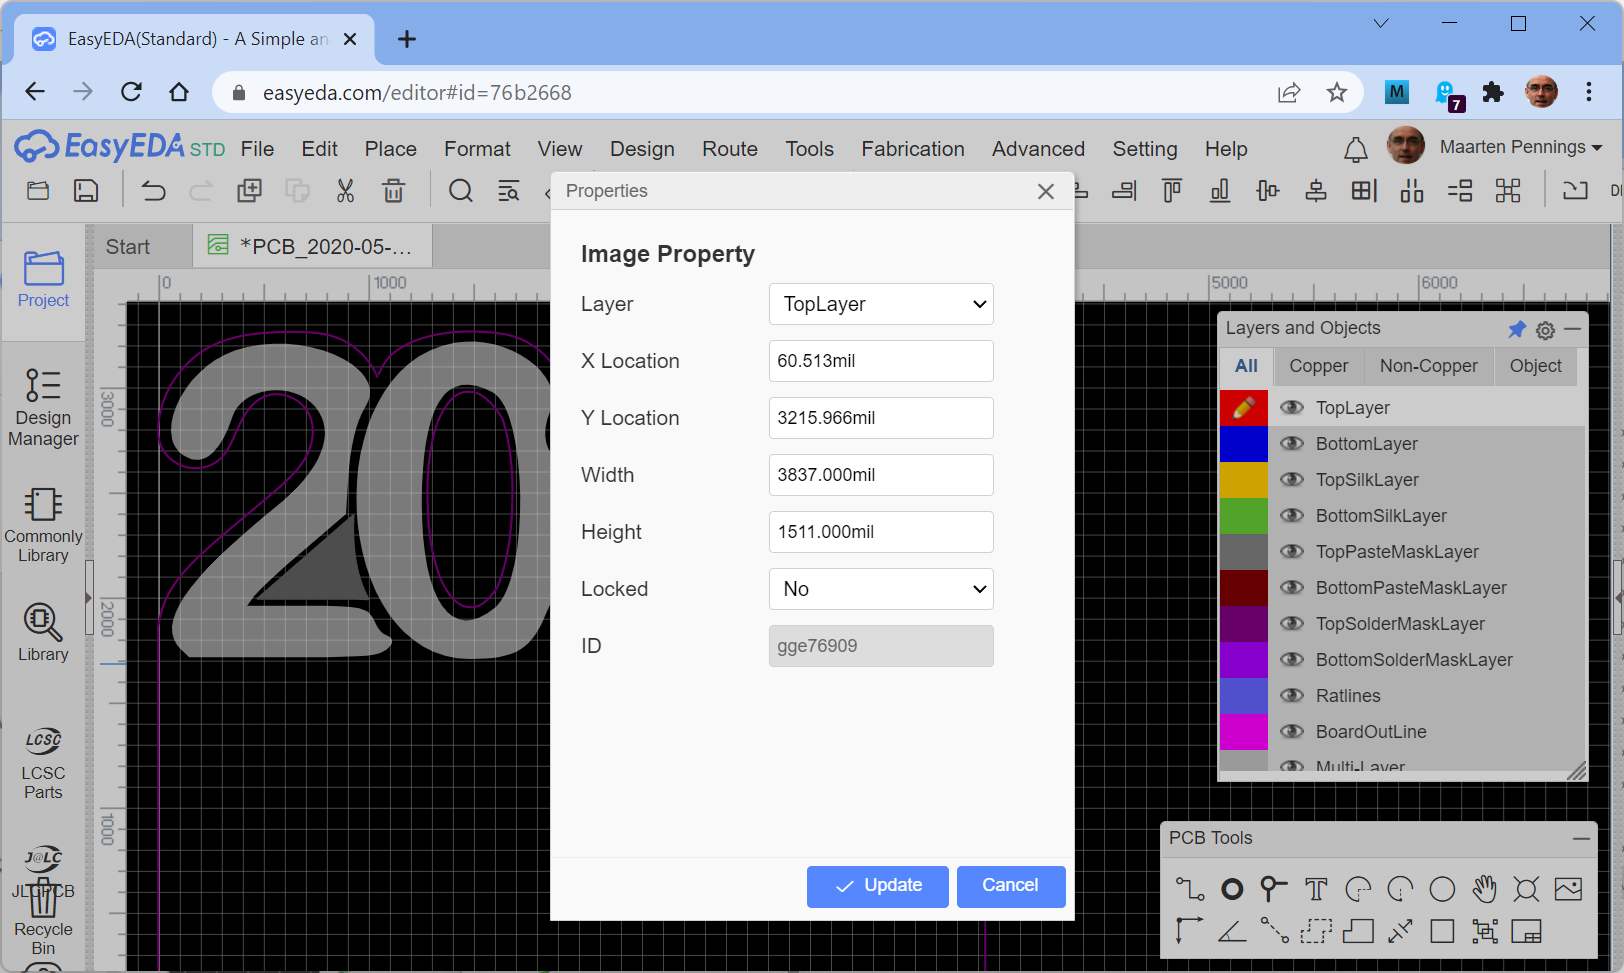 EasyEDA(Standard) - A Simple an
easyeda.com/editor#id=76b2668
M
7
EasyEDA STD File Edit Place Format View Design Route Tools Fabrication Advanced Setting Help Maarten Pennings
Start *PCB_2020-05-...
Properties
Image Property
Layer TopLayer
X Location 60.513mil
Y Location 3215.966mil
Width 3837.000mil
Height 1511.000mil
Locked No
ID gge76909
Update Cancel
0 1000 5000 6000
3000
2000
1000
20
Project
Design
Manager
Commonly
Library
Library
LCSC
LCSC
Parts
J@LC
JLCPCB
Recycle
Bin
Layers and Objects
All Copper Non-Copper Object
TopLayer
BottomLayer
TopSilkLayer
BottomSilkLayer
TopPasteMaskLayer
BottomPasteMaskLayer
TopSolderMaskLayer
BottomSolderMaskLayer
Ratlines
BoardOutLine
Multi-Layer
PCB Tools
T